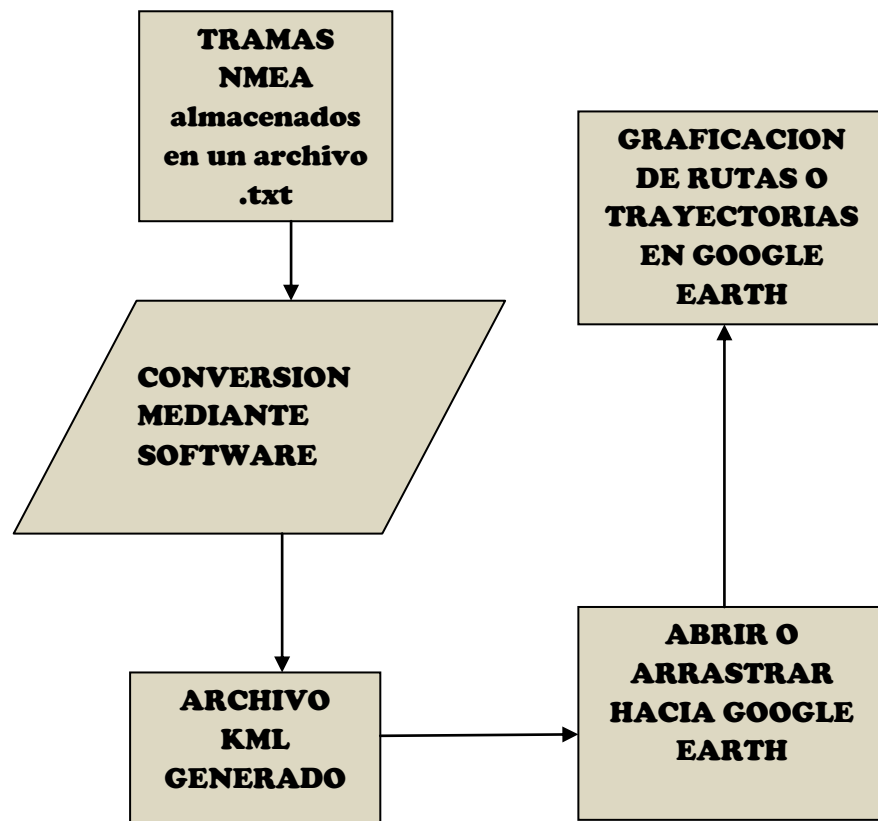 TRAMAS
NMEA
almacenados
en un archivo
.txt
CONVERSION
MEDIANTE
SOFTWARE
ARCHIVO
KML
GENERADO
ABRIR O
ARRASTRAR
HACIA GOOGLE
EARTH
GRAFICACION
DE RUTAS O
TRAYECTORIAS
EN GOOGLE
EARTH